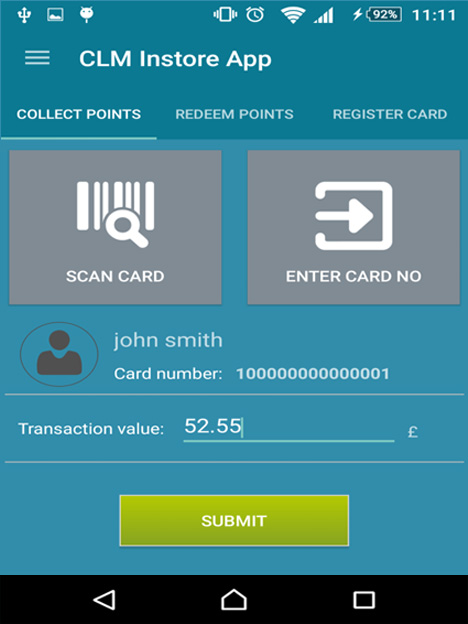 92% 11:11
CLM Instore App
COLLECT POINTS REDEEM POINTS REGISTER CARD
SCAN CARD ENTER CARD NO
john smith
Card number: 100000000000001
Transaction value: 52.55 £
SUBMIT